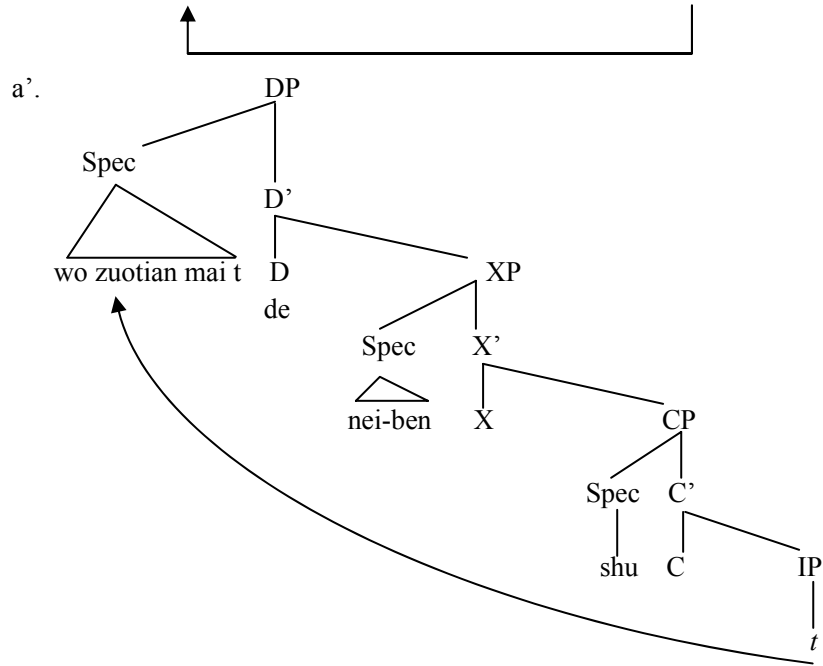 a’. DP
Spec
D’
wo zuotian mai t D XP
de
Spec X’
nei-ben X CP
Spec C’
shu C IP
t